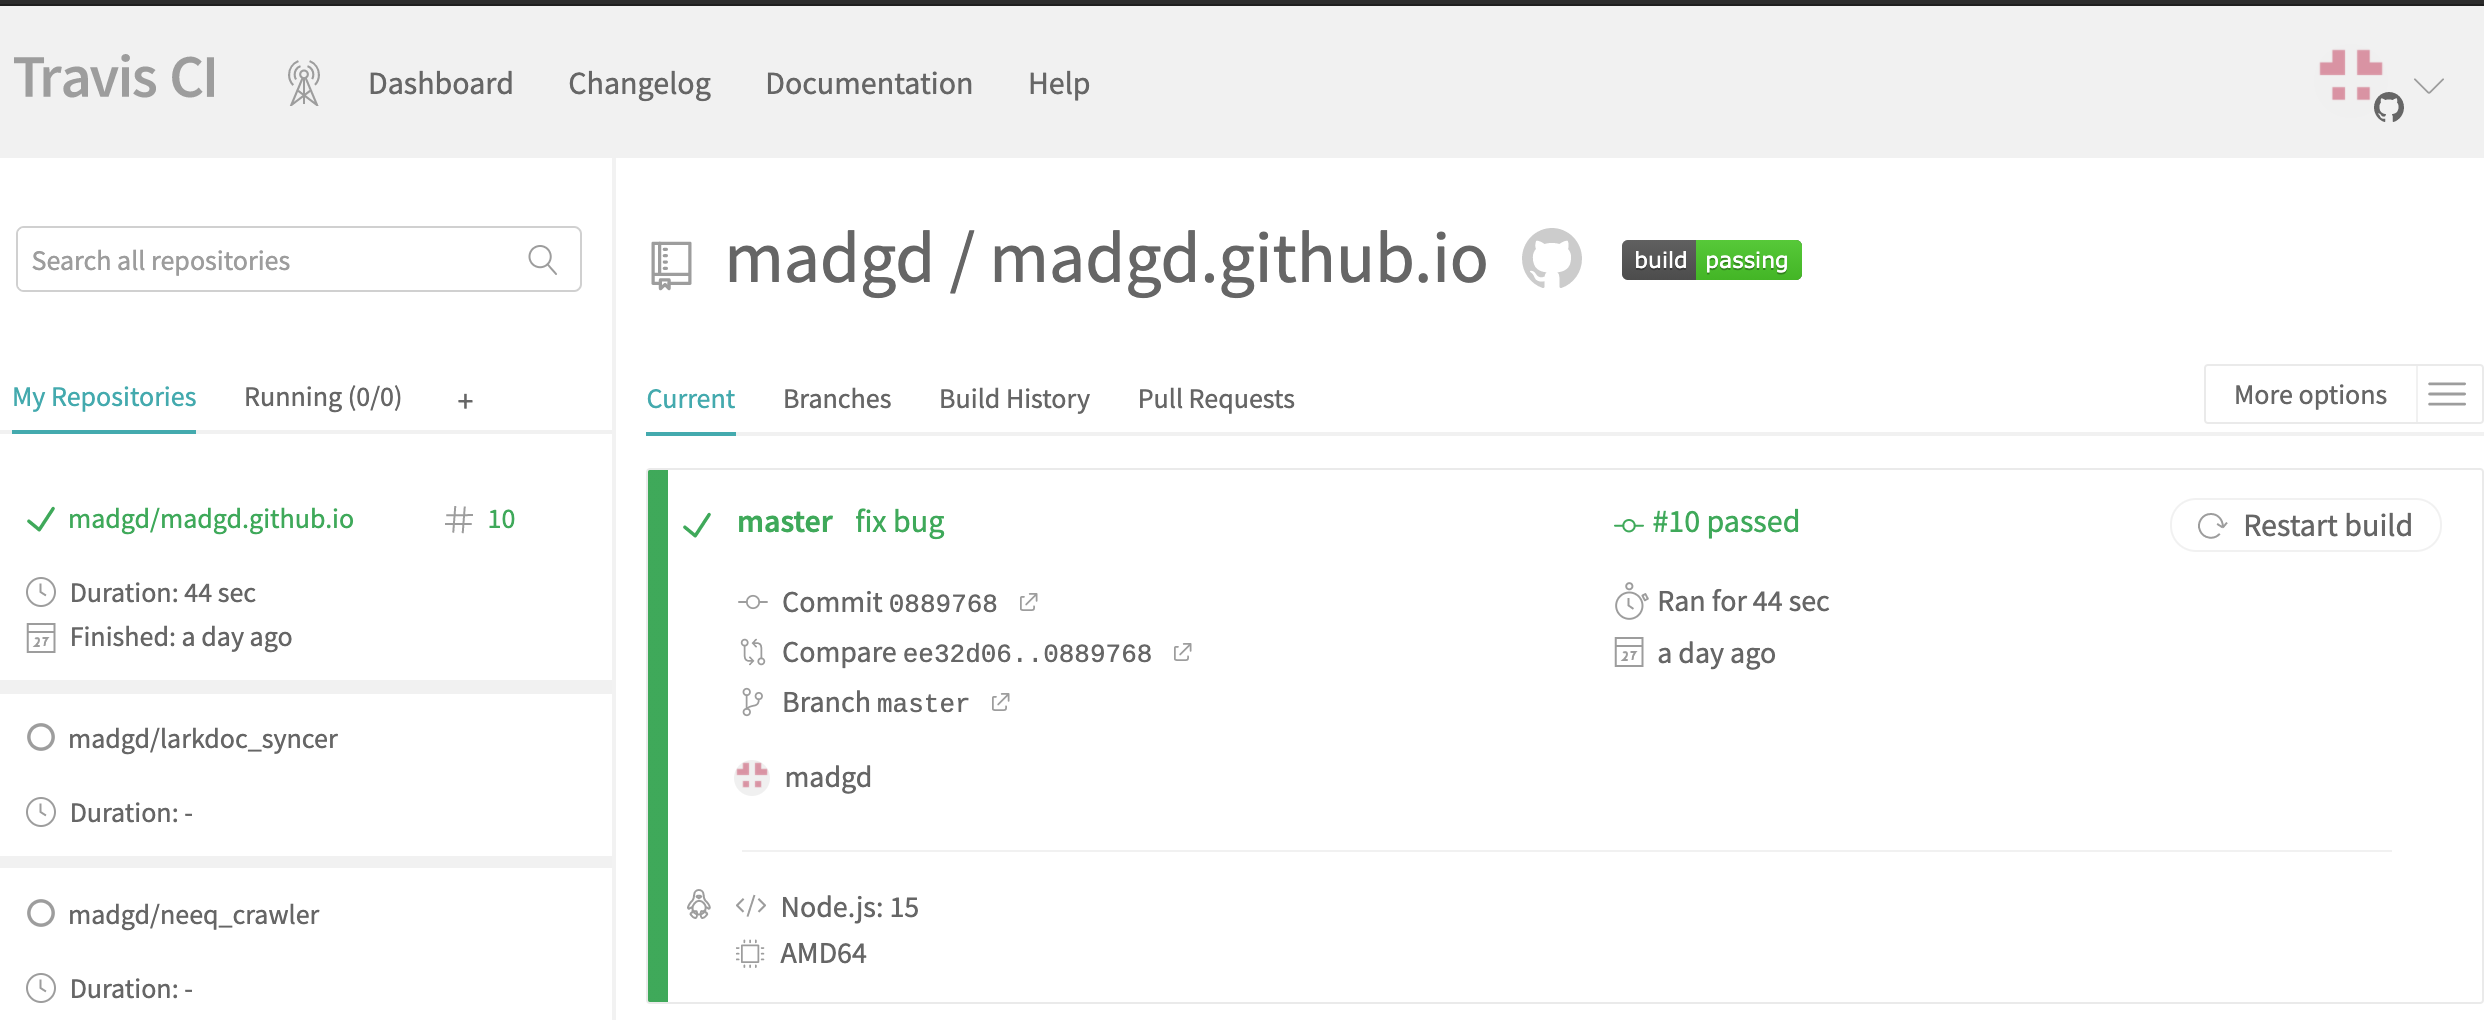 Travis CI
Dashboard
Changelog
Documentation
Help
Search all repositories
My Repositories
Running (0/0)
+
madgd/madgd.github.io
# 10
Duration: 44 sec
27
Finished: a day ago
madgd/larkdoc_syncer
Duration: -
madgd/neeq_crawler
Duration: -
madgd / madgd.github.io
build passing
Current
Branches
Build History
Pull Requests
More options
master fix bug
Commit 0889768
Compare ee32d06..0889768
Branch master
madgd
#10 passed
Ran for 44 sec
27
a day ago
Restart build
</> Node.js: 15
AMD64